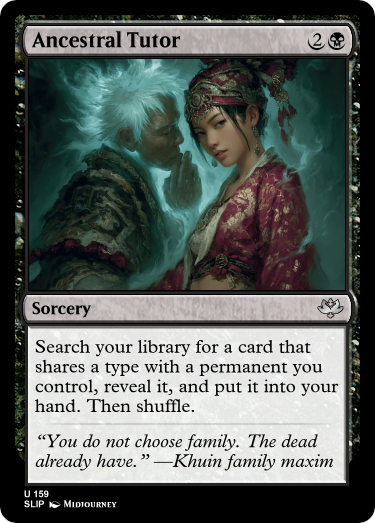 Ancestral Tutor 2
Sorcery
Search your library for a card that
shares a type with a permanent you
control, reveal it, and put it into your
hand. Then shuffle.
“You do not choose family. The dead
already have.” —Khuin family maxim
U 159
SLIP Midjourney